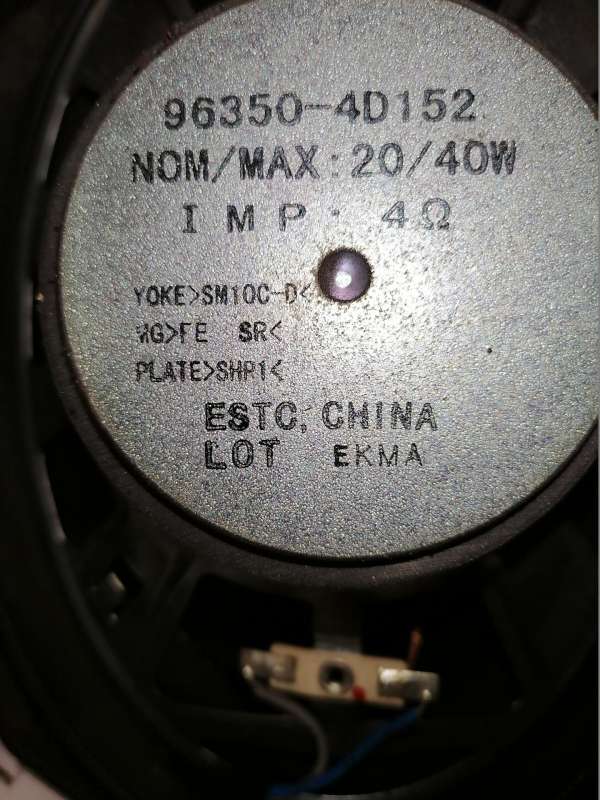 96350-4D152
NOM/MAX:20/40W
IMP· 4Ω
YOKE>SM10C-D<
MG>FE SR<
PLATE>SHP1<
ESTC, CHINA
LOT EKMA